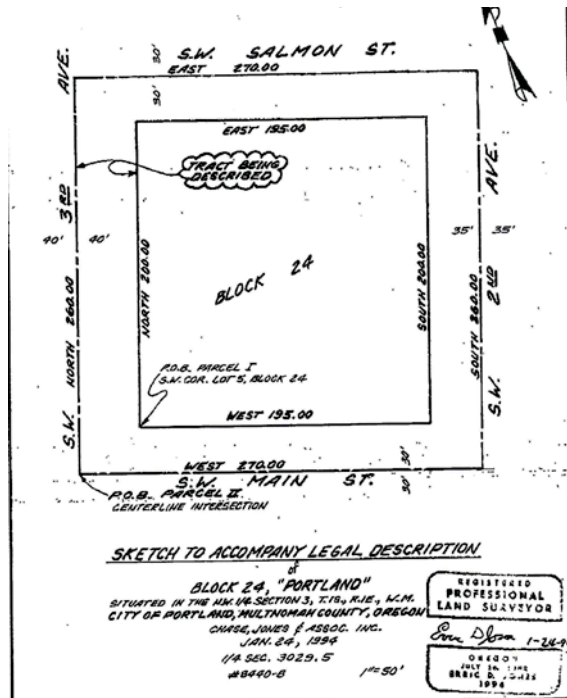 S.W. SALMON ST.
EAST 270.00
30'
30'
AVE.
3RD
S.W.
NORTH 260.00
40' 40'
EAST 195.00
TRACT BEING
DESCRIBED
BLOCK 24
NORTH 200.00
SOUTH 200.00
35' 35'
AVE.
2ND
S.W.
SOUTH 260.00
P.O.B. PARCEL I
S.W. COR. LOT 5, BLOCK 24
WEST 195.00
WEST 270.00
30'
30'
S.W. MAIN ST.
P.O.B. PARCEL II
CENTERLINE INTERSECTION
SKETCH TO ACCOMPANY LEGAL DESCRIPTION
of
BLOCK 24, "PORTLAND"
SITUATED IN THE N.W. 1/4 SECTION 3, T.1S., R.1E., W.M.
CITY OF PORTLAND, MULTNOMAH COUNTY, OREGON
CHASE, JONES & ASSOC. INC.
JAN. 24, 1994
1/4 SEC. 3029.5
#8440-B 1"=50'
REGISTERED
PROFESSIONAL
LAND SURVEYOR
OREGON
1994